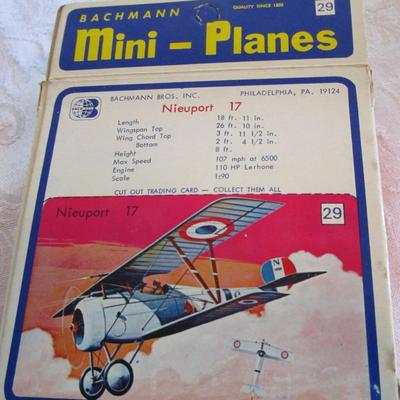 BACHMANN
QUALITY SINCE 1833
29
Mini - Planes
BACHMANN
BACHMANN BROS. INC. PHILADELPHIA, PA. 19124
Nieuport 17
Length 18 ft. 11 in.
Wingspan Top 26 ft. 10 in.
Wing Chord Top 3 ft. 11 1/2 in.
Bottom 2 ft. 4 1/2 in.
Height 8 ft.
Max Speed 107 mph at 6500
Engine 110 HP Lerhone
Scale 1:90
CUT OUT TRADING CARD — COLLECT THEM ALL
Nieuport 17
29
N